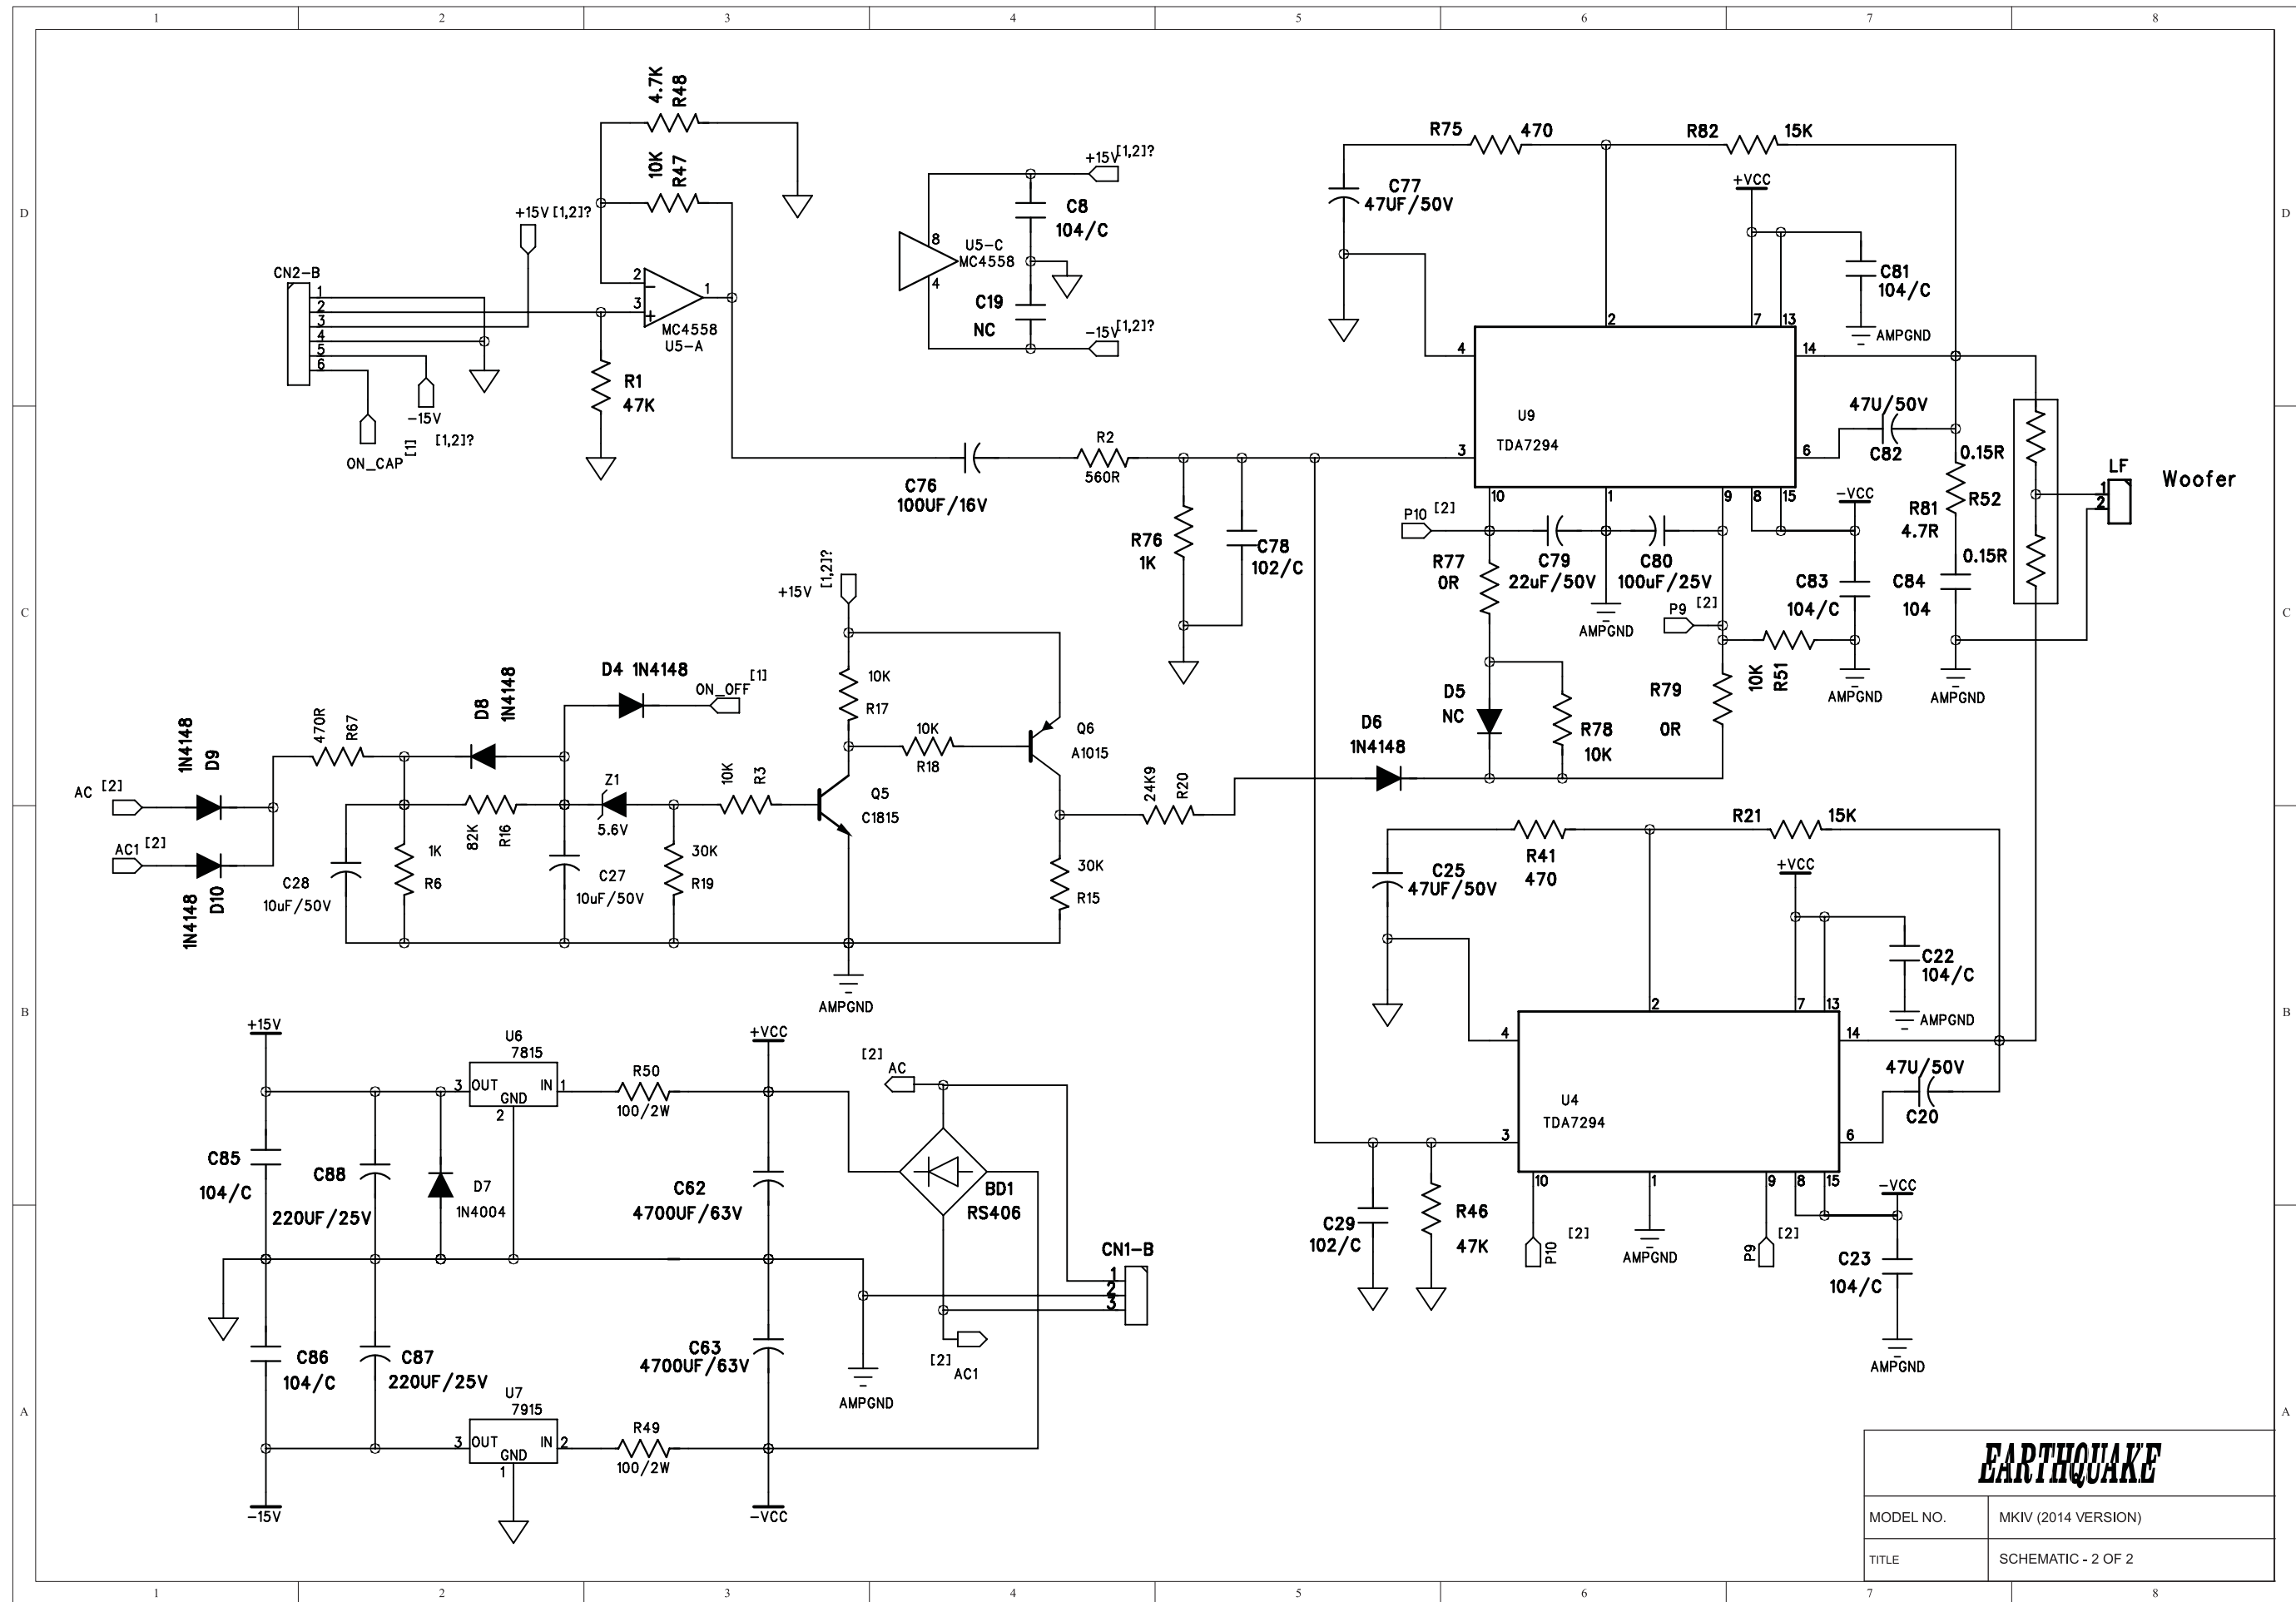 1 2 3 4 5 6 7 8
D
D
C
C
B
B
A
A
4.7K
R48
10K
R47
+15V [1,2]?
CN2-B
1
2
3
4
5
6
2
3
1
MC4558
U5-A
R1
47K
-15V
[1,2]?
ON_CAP [1]
+15V [1,2]?
C8
104/C
8
U5-C
MC4558
4
C19
NC
-15V [1,2]?
C76
100UF/16V
R2
560R
R76
1K
C78
102/C
R75 470
R82 15K
C77
47UF/50V
+VCC
C81
104/C
AMPGND
2
7
13
4
14
U9
TDA7294
3
6
10
1
9
8
15
47U/50V
C82
0.15R
R52
R81
4.7R
0.15R
LF
1
2
Woofer
P10 [2]
C79
22uF/50V
C80
100uF/25V
-VCC
R77
0R
AMPGND
P9 [2]
C83
104/C
C84
104
10K
R51
AMPGND
AMPGND
D5
NC
R78
10K
R79
0R
D6
1N4148
+15V [1,2]?
D4 1N4148
ON_OFF [1]
D8
1N4148
470R
R67
1N4148
D9
AC [2]
AC1 [2]
1N4148
D10
C28
10uF/50V
1K
R6
82K
R16
C27
10uF/50V
Z1
5.6V
30K
R19
10K
R3
10K
R17
10K
R18
Q5
C1815
Q6
A1015
24K9
R20
30K
R15
AMPGND
R21 15K
R41
470
C25
47UF/50V
+VCC
C22
104/C
AMPGND
2
7
13
4
14
U4
TDA7294
3
6
10
1
9
8
15
47U/50V
C20
-VCC
C29
102/C
R46
47K
P10
[2]
AMPGND
P9
[2]
C23
104/C
AMPGND
+15V
U6
7815
3 OUT IN 1
GND
2
R50
100/2W
+VCC
[2]
AC
C85
104/C
C88
220UF/25V
D7
1N4004
C62
4700UF/63V
BD1
RS406
CN1-B
1
2
3
C86
104/C
C87
220UF/25V
C63
4700UF/63V
[2]
AC1
AMPGND
U7
7915
3 OUT IN 2
GND
1
R49
100/2W
-15V
-VCC
EARTHQUAKE
MODEL NO. MKIV (2014 VERSION)
TITLE SCHEMATIC - 2 OF 2
1 2 3 4 5 6 7 8